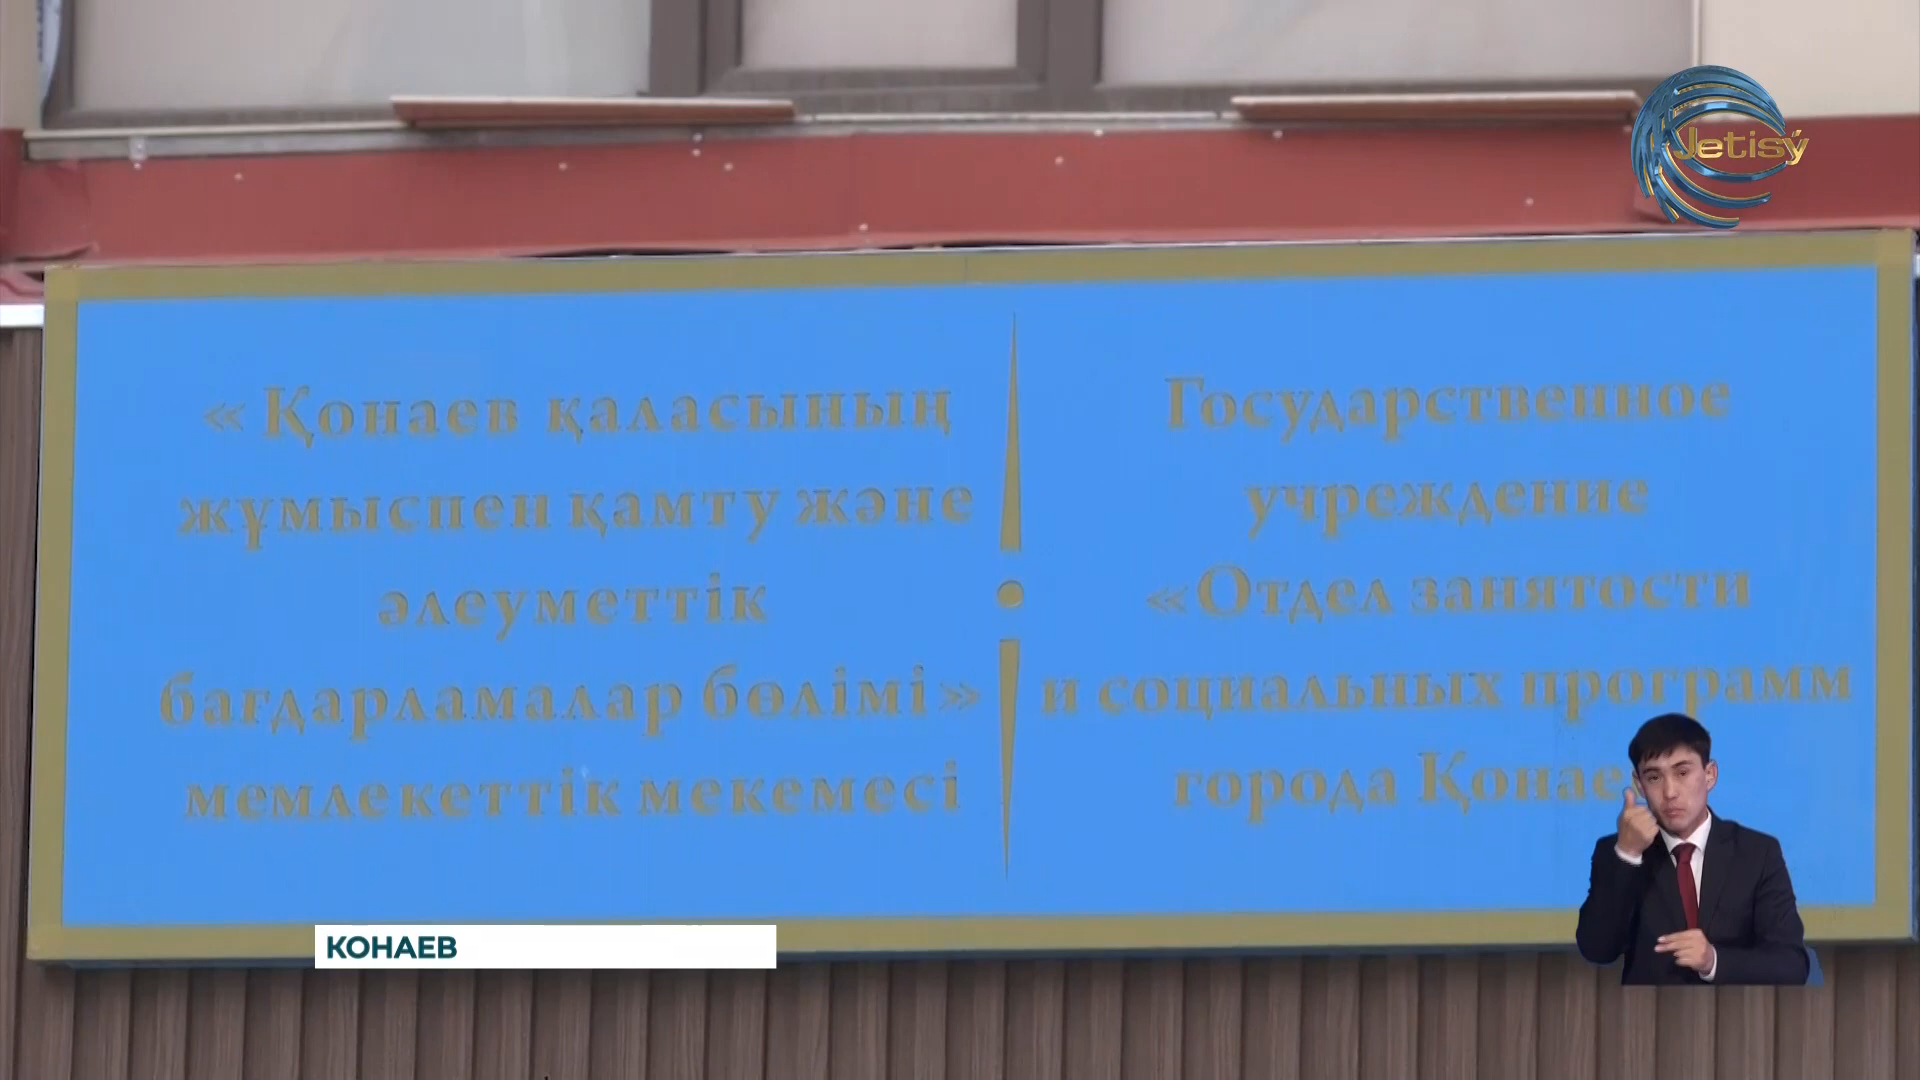 Jetisý
« Қонаев қаласының
жұмыспен қамту және
әлеуметтік
бағдарламалар бөлімі »
мемлекеттік мекемесі
Государственное
учреждение
«Отдел занятости
и социальных программ
города
КОНАЕВ